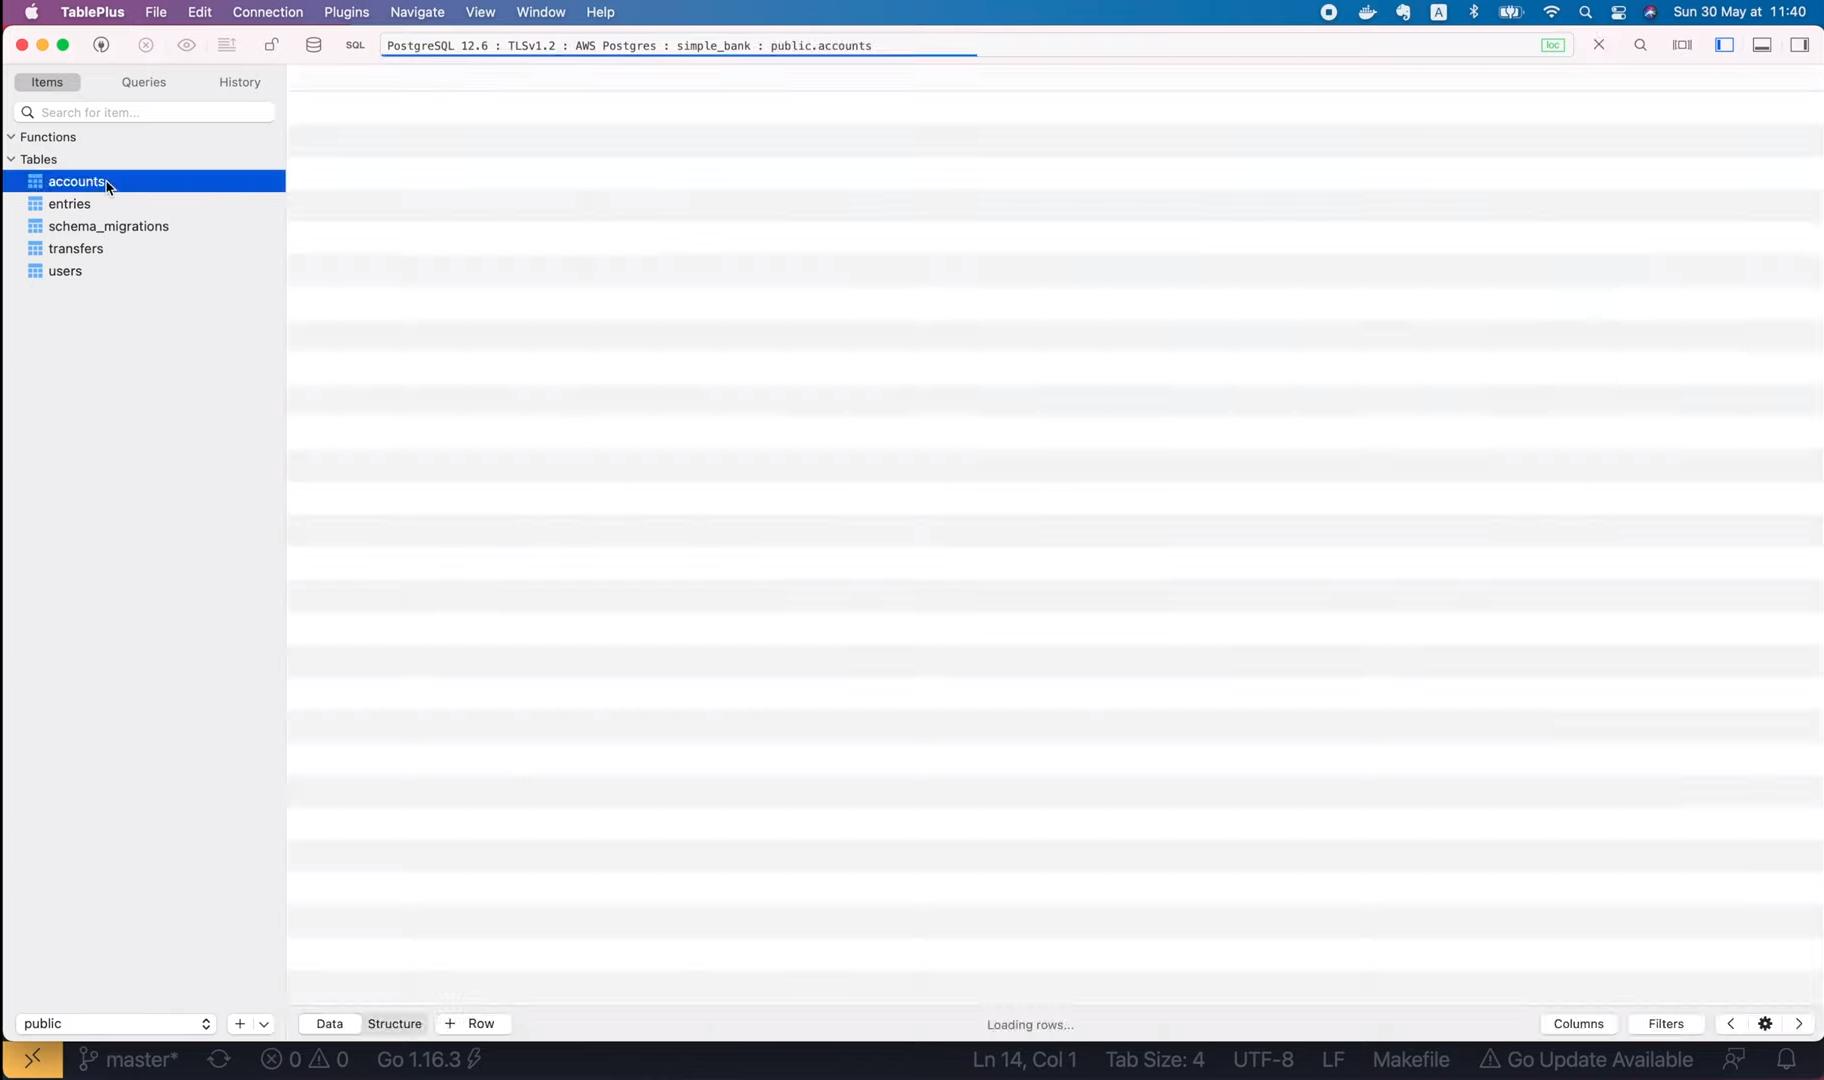 TablePlus File Edit Connection Plugins Navigate View Window Help A Sun 30 May at 11:40
SQL PostgreSQL 12.6 : TLSv1.2 : AWS Postgres : simple_bank : public.accounts loc
Items Queries History
Search for item...
Functions
Tables
accounts
entries
schema_migrations
transfers
users
public Data Structure + Row Loading rows... Columns Filters
master* 0 0 Go 1.16.3 Ln 14, Col 1 Tab Size: 4 UTF-8 LF Makefile Go Update Available